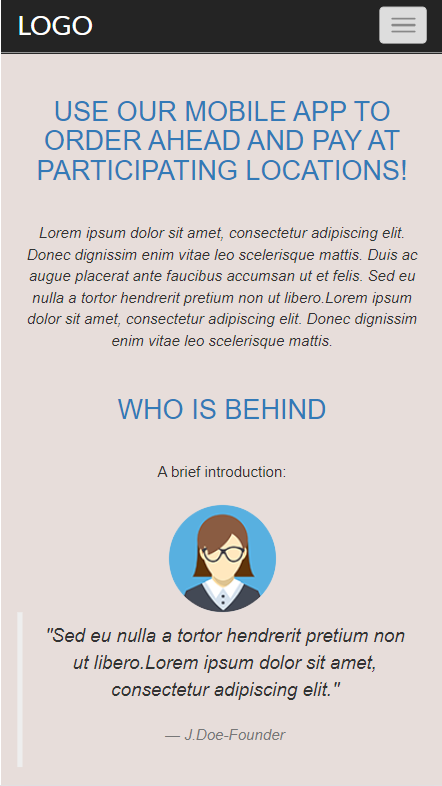 LOGO
USE OUR MOBILE APP TO
ORDER AHEAD AND PAY AT
PARTICIPATING LOCATIONS!
Lorem ipsum dolor sit amet, consectetur adipiscing elit.
Donec dignissim enim vitae leo scelerisque mattis. Duis ac
augue placerat ante faucibus accumsan ut et felis. Sed eu
nulla a tortor hendrerit pretium non ut libero.Lorem ipsum
dolor sit amet, consectetur adipiscing elit. Donec dignissim
enim vitae leo scelerisque mattis.
WHO IS BEHIND
A brief introduction:
"Sed eu nulla a tortor hendrerit pretium non
ut libero.Lorem ipsum dolor sit amet,
consectetur adipiscing elit."
— J.Doe-Founder